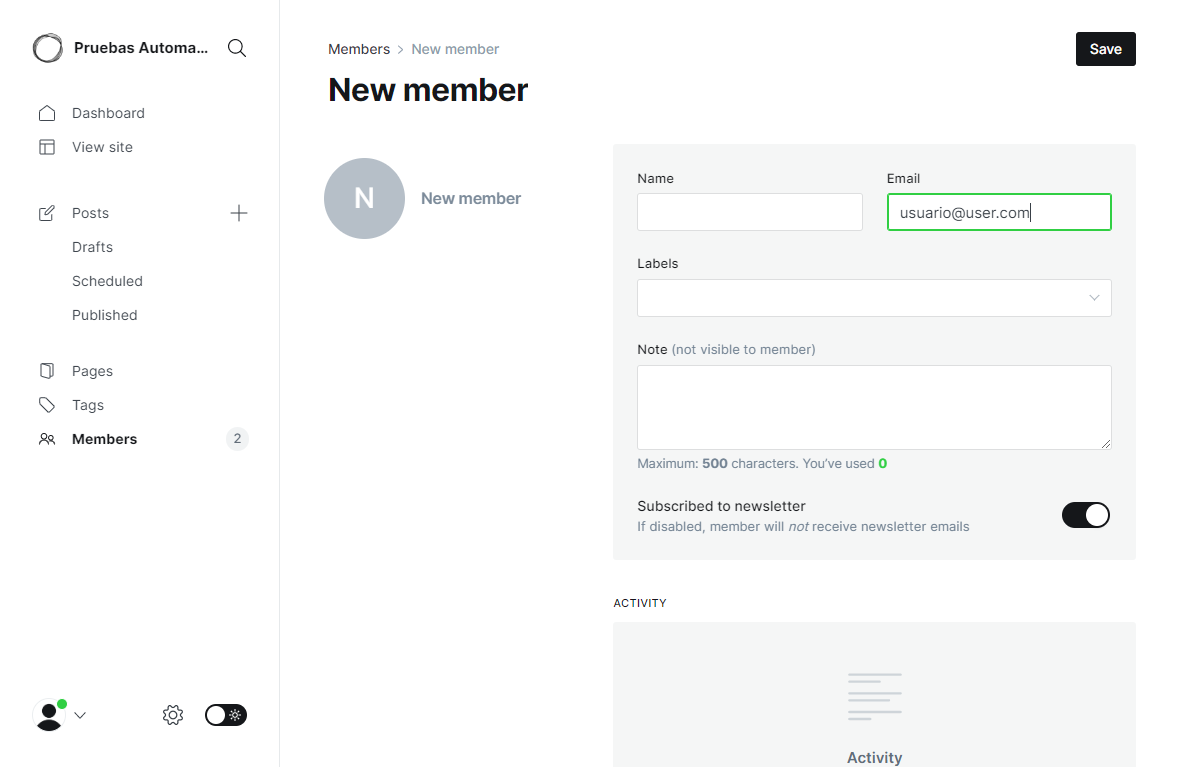 Pruebas Automa...
Dashboard
View site
Posts
Drafts
Scheduled
Published
Pages
Tags
Members 2
Members > New member
Save
New member
N New member
Name
Email
usuario@user.com
Labels
Note (not visible to member)
Maximum: 500 characters. You've used 0
Subscribed to newsletter
If disabled, member will not receive newsletter emails
ACTIVITY
Activity